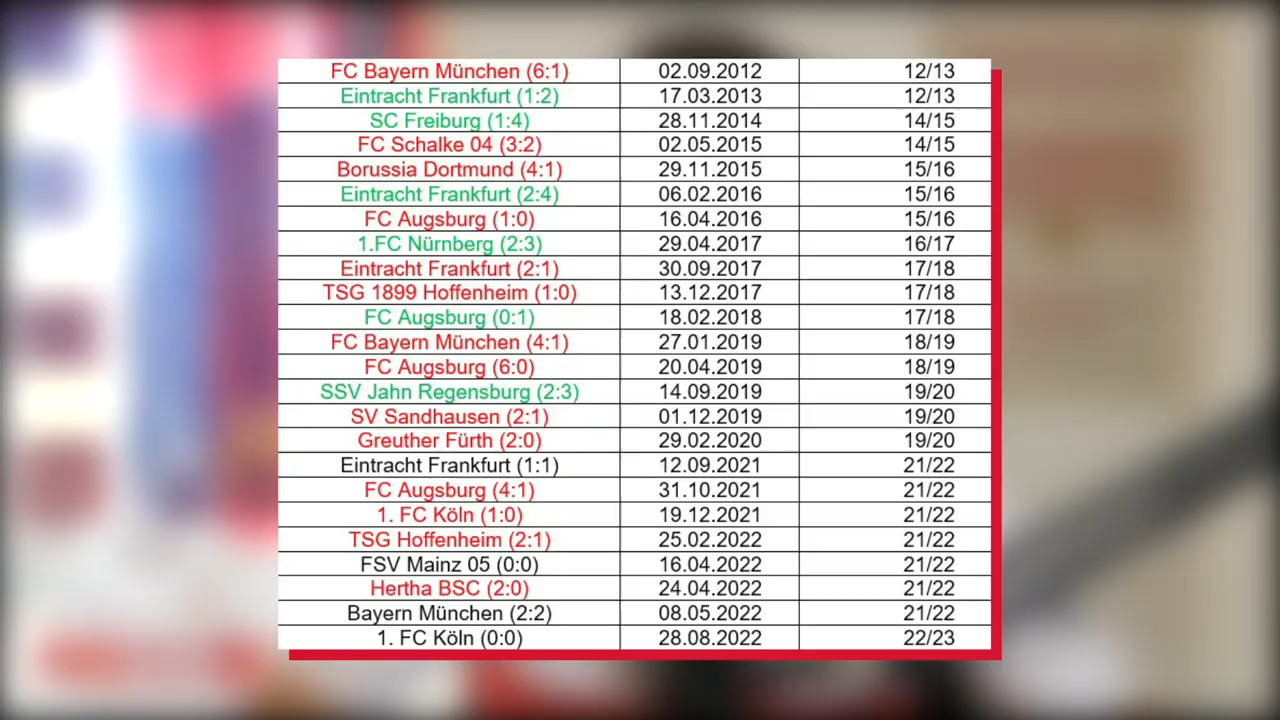 FC Bayern München (6:1) 02.09.2012 12/13
Eintracht Frankfurt (1:2) 17.03.2013 12/13
SC Freiburg (1:4) 28.11.2014 14/15
FC Schalke 04 (3:2) 02.05.2015 14/15
Borussia Dortmund (4:1) 29.11.2015 15/16
Eintracht Frankfurt (2:4) 06.02.2016 15/16
FC Augsburg (1:0) 16.04.2016 15/16
1.FC Nürnberg (2:3) 29.04.2017 16/17
Eintracht Frankfurt (2:1) 30.09.2017 17/18
TSG 1899 Hoffenheim (1:0) 13.12.2017 17/18
FC Augsburg (0:1) 18.02.2018 17/18
FC Bayern München (4:1) 27.01.2019 18/19
FC Augsburg (6:0) 20.04.2019 18/19
SSV Jahn Regensburg (2:3) 14.09.2019 19/20
SV Sandhausen (2:1) 01.12.2019 19/20
Greuther Fürth (2:0) 29.02.2020 19/20
Eintracht Frankfurt (1:1) 12.09.2021 21/22
FC Augsburg (4:1) 31.10.2021 21/22
1. FC Köln (1:0) 19.12.2021 21/22
TSG Hoffenheim (2:1) 25.02.2022 21/22
FSV Mainz 05 (0:0) 16.04.2022 21/22
Hertha BSC (2:0) 24.04.2022 21/22
Bayern München (2:2) 08.05.2022 21/22
1. FC Köln (0:0) 28.08.2022 22/23